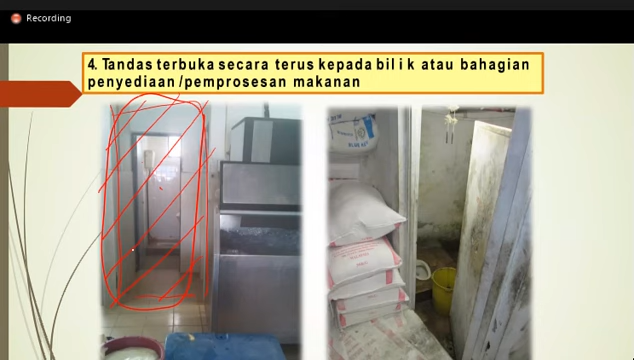 Recording
4. Tandas terbuka secara terus kepada bilik atau bahagian
penyediaan/pemprosesan makanan